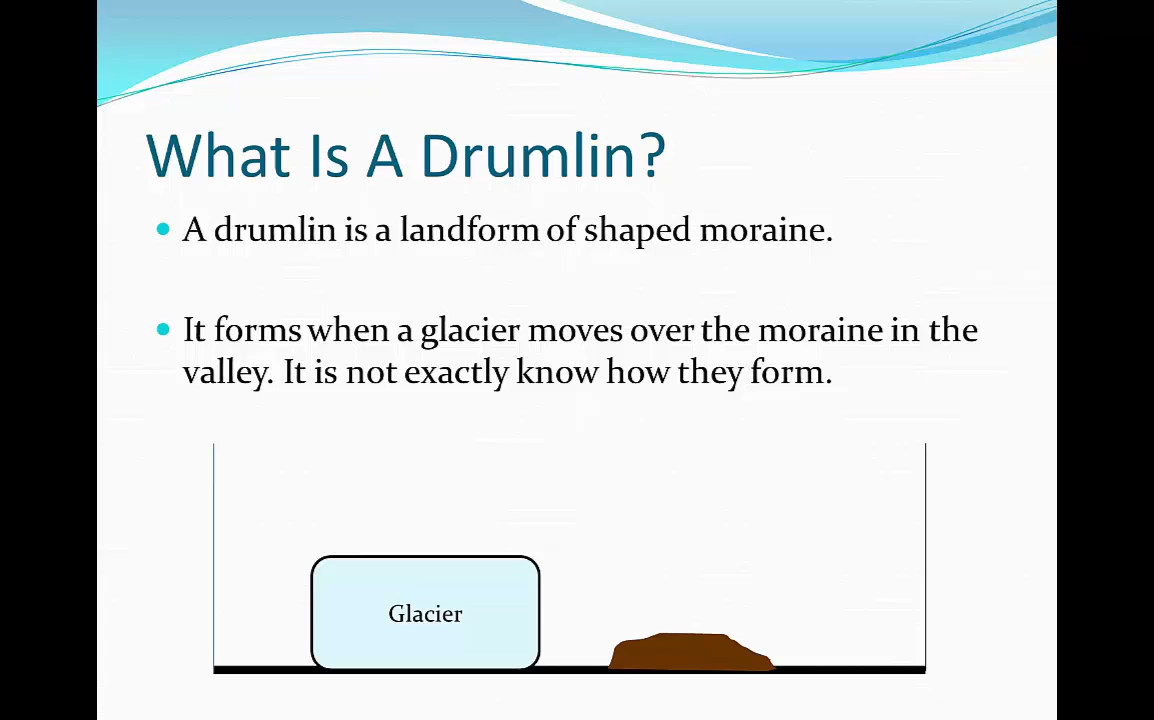 What Is A Drumlin?
• A drumlin is a landform of shaped moraine.
• It forms when a glacier moves over the moraine in the
valley. It is not exactly know how they form.
Glacier